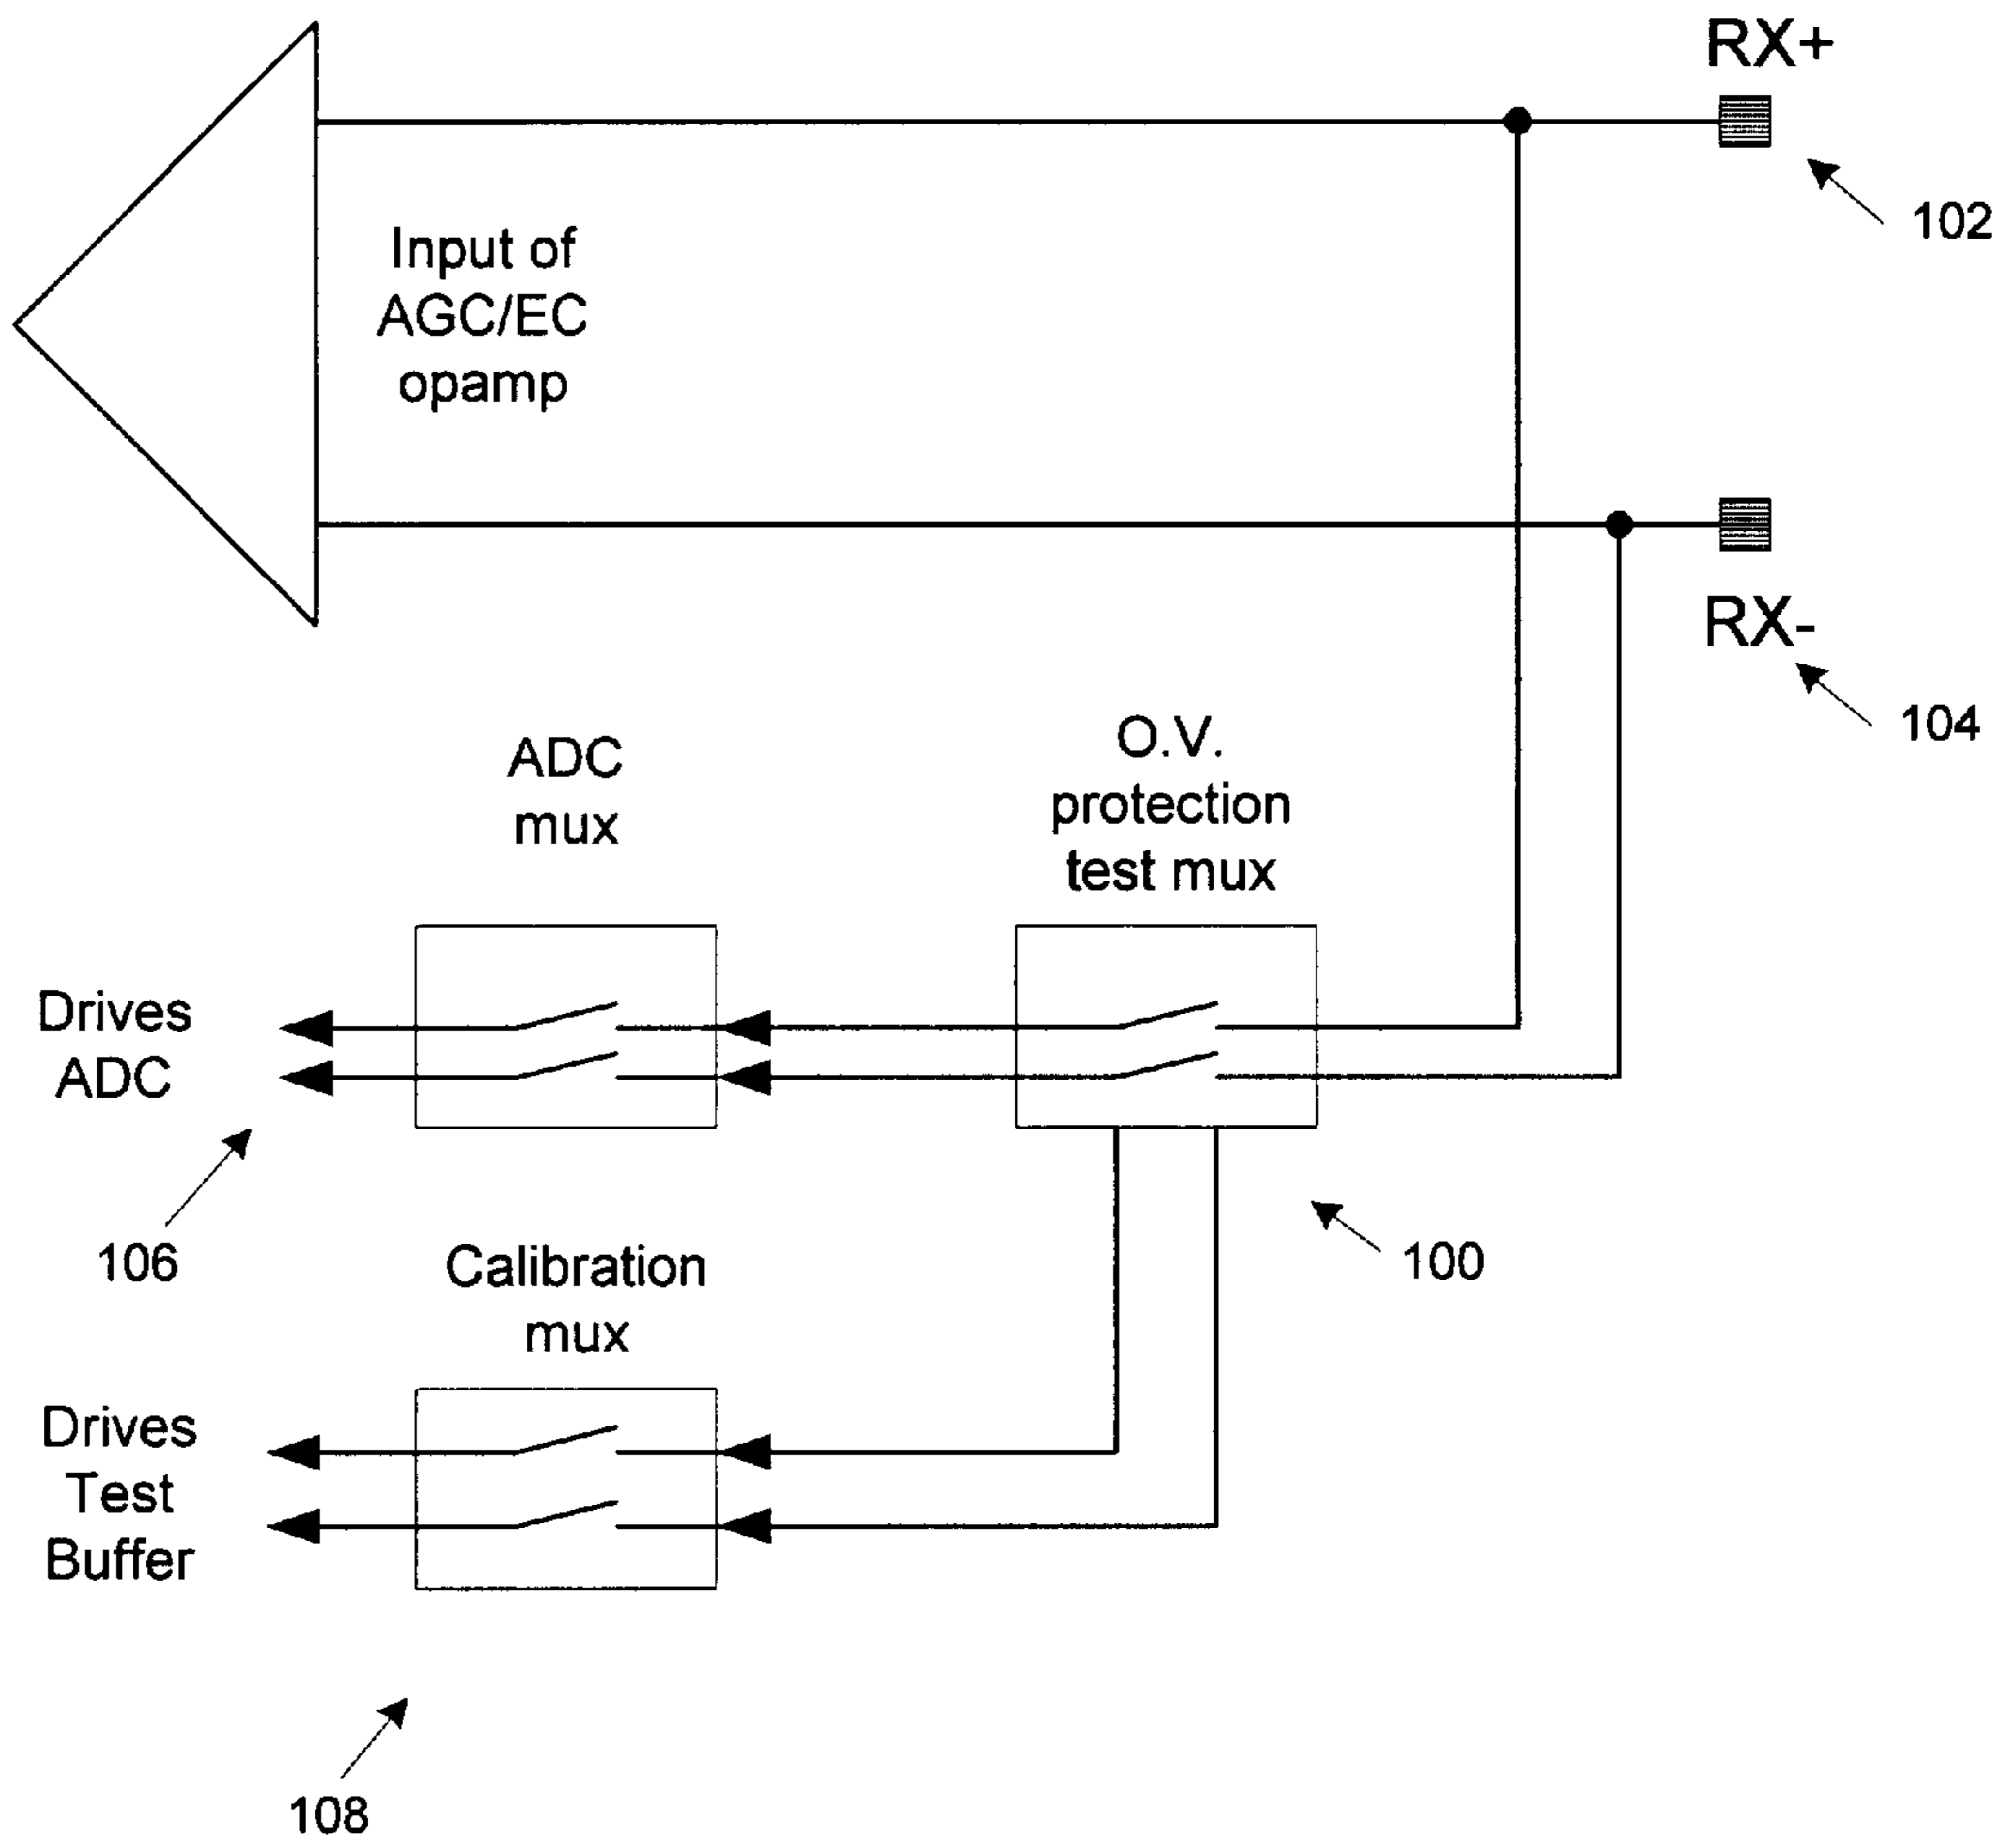 RX+
102
Input of
AGC/EC
opamp
RX-
104
O.V.
protection
test mux
ADC
mux
Drives
ADC
106
100
Calibration
mux
Drives
Test
Buffer
108